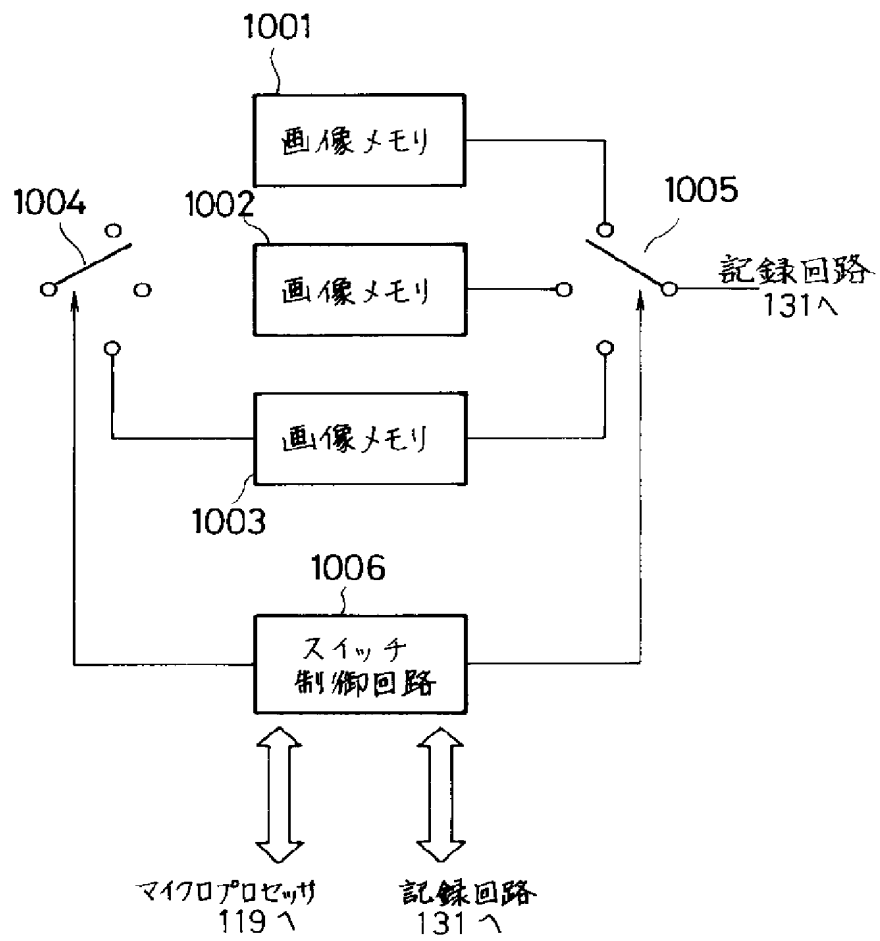 1001
画像メモリ
1004
1002
1005
画像メモリ
記録回路
131へ
画像メモリ
1003
1006
スイッチ
制御回路
マイクロプロセッサ
119へ
記録回路
131へ